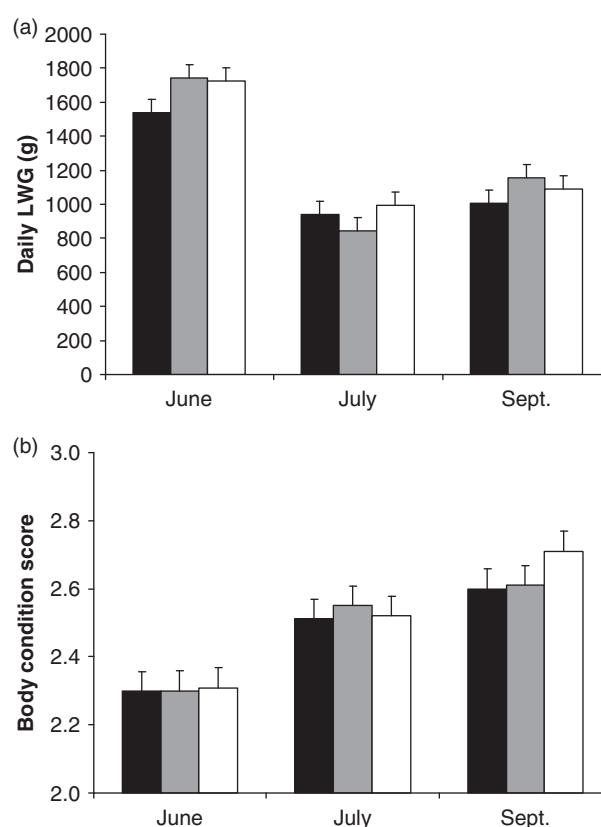 (a)
Daily LWG (g)
2000
1800
1600
1400
1200
1000
800
600
400
200
0
June July Sept.
(b)
Body condition score
3.0
2.8
2.6
2.4
2.2
2.0
June July Sept.